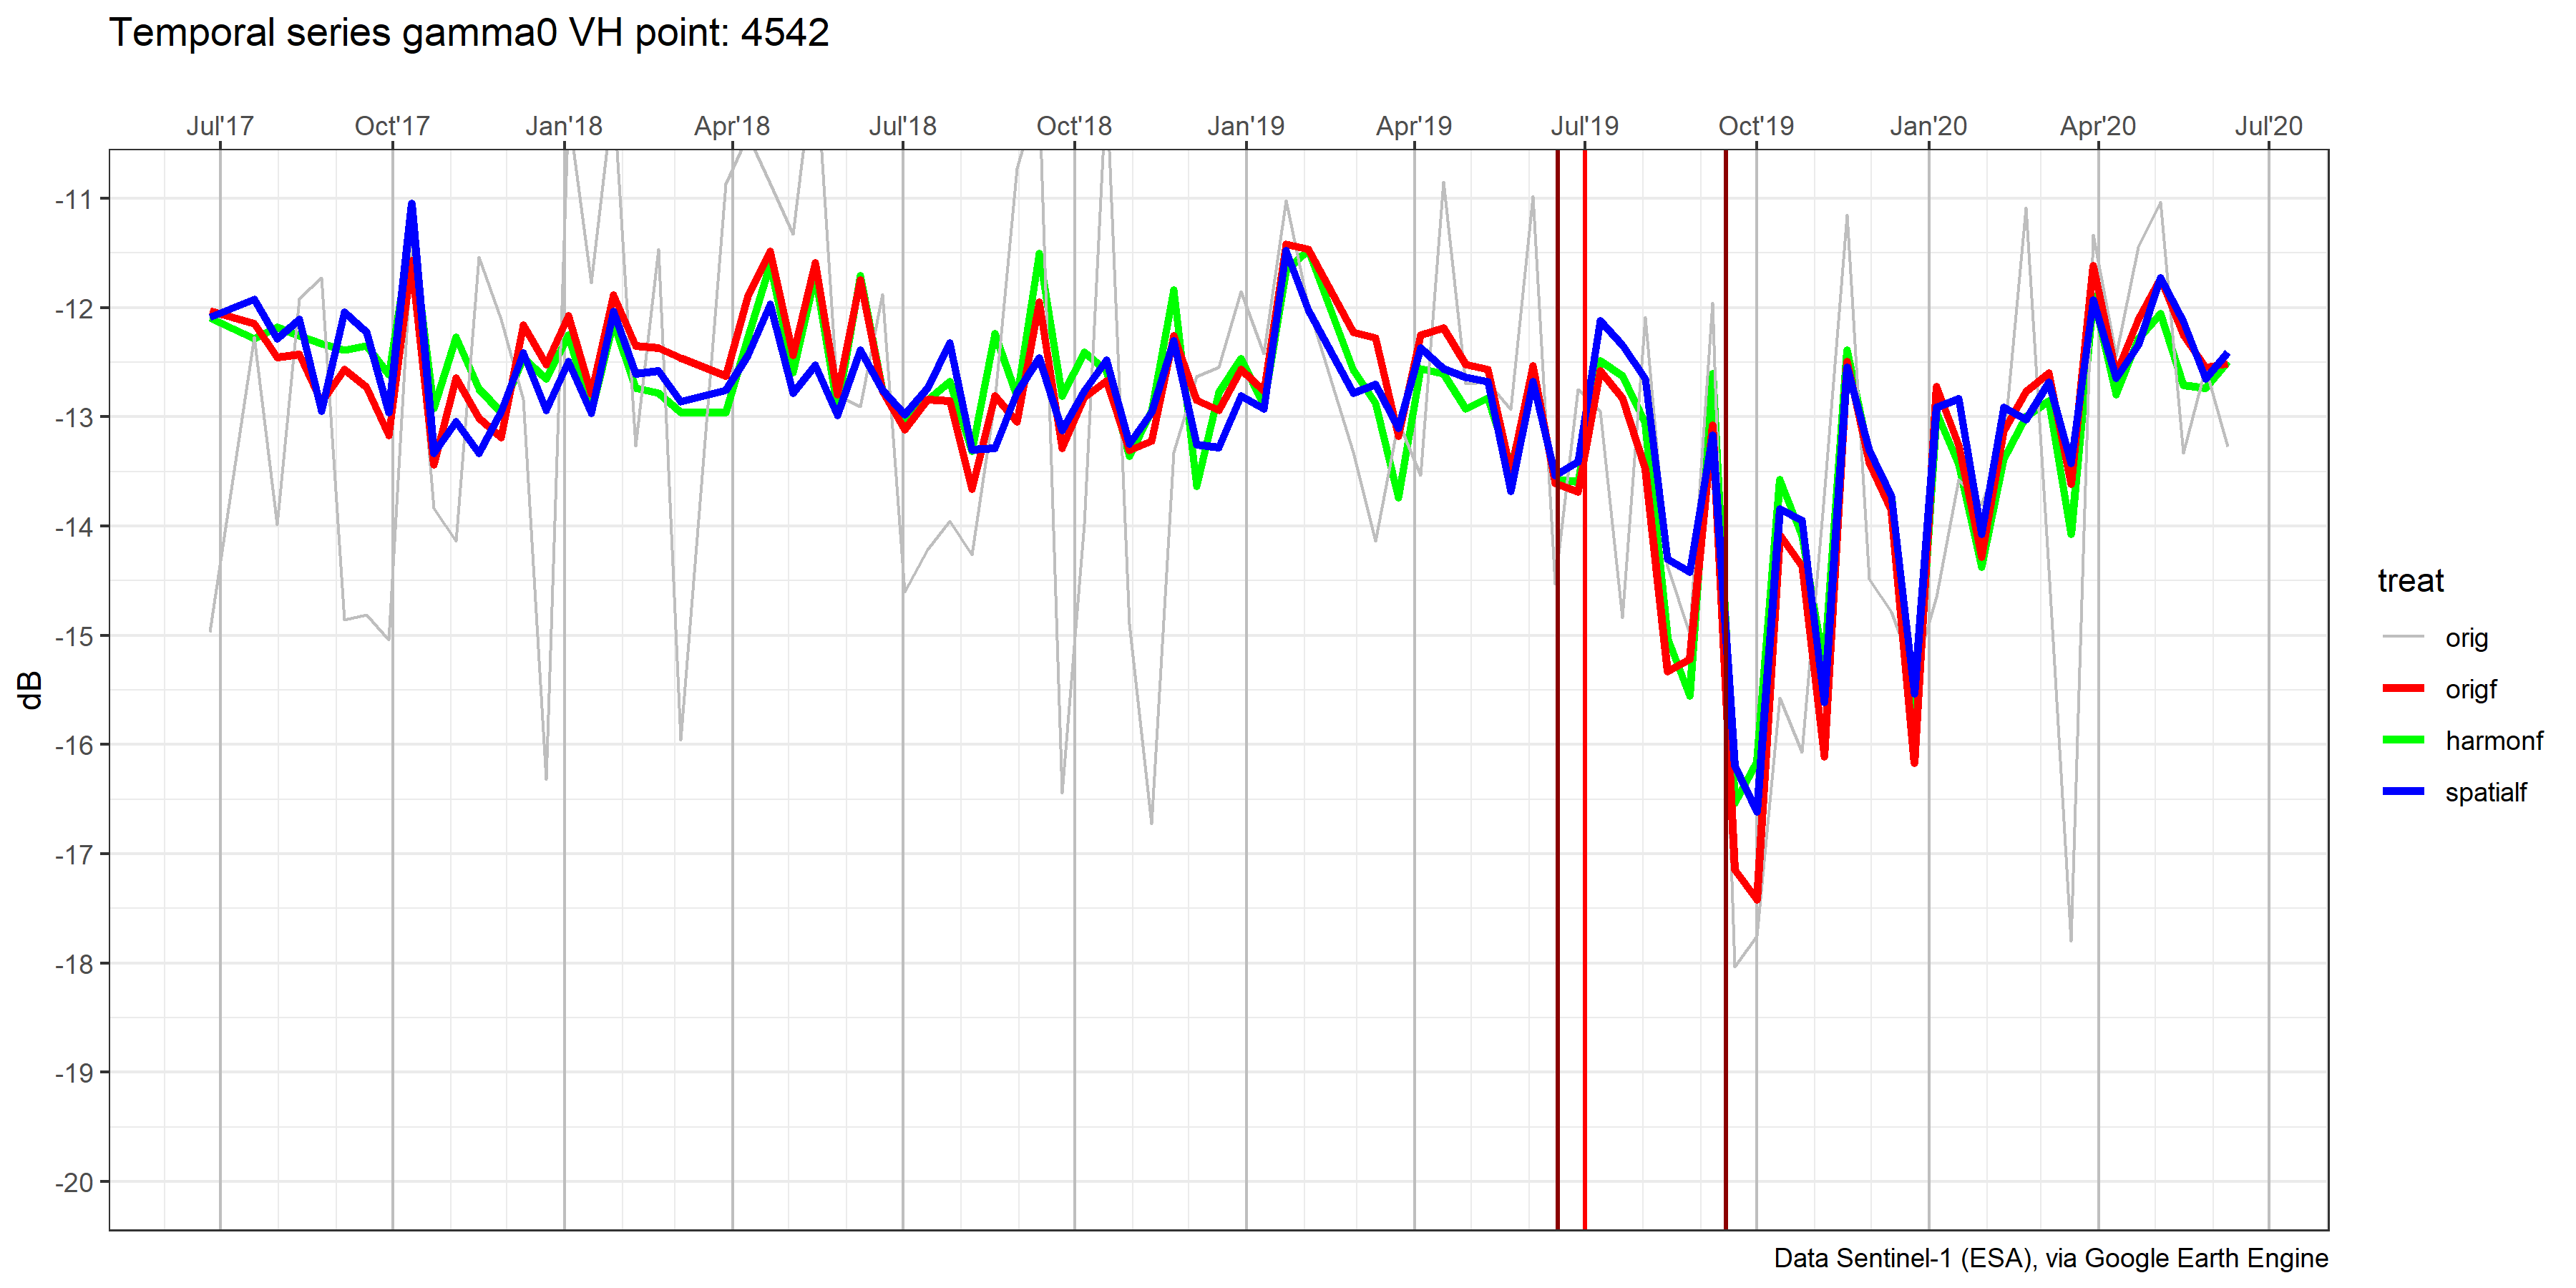 Temporal series gamma0 VH point: 4542
Jul'17 Oct'17 Jan'18 Apr'18 Jul'18 Oct'18 Jan'19 Apr'19 Jul'19 Oct'19 Jan'20 Apr'20 Jul'20
-11
-12
-13
-14
-15
-16
-17
-18
-19
-20
dB
treat
orig
origf
harmonf
spatialf
Data Sentinel-1 (ESA), via Google Earth Engine